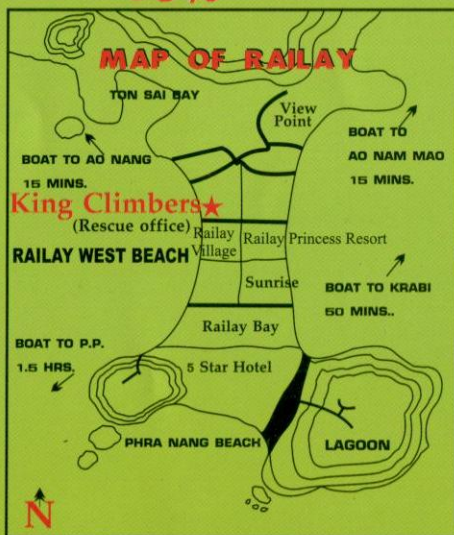 MAP OF RAILAY
TON SAI BAY
View
Point
BOAT TO
AO NAM MAO
15 MINS.
BOAT TO AO NANG
15 MINS.
King Climbers★
(Rescue office)
RAILAY WEST BEACH
Railay
Village
Railay Princess Resort
Sunrise
BOAT TO KRABI
50 MINS..
Railay Bay
BOAT TO P.P.
1.5 HRS.
5 Star Hotel
PHRA NANG BEACH
LAGOON
N